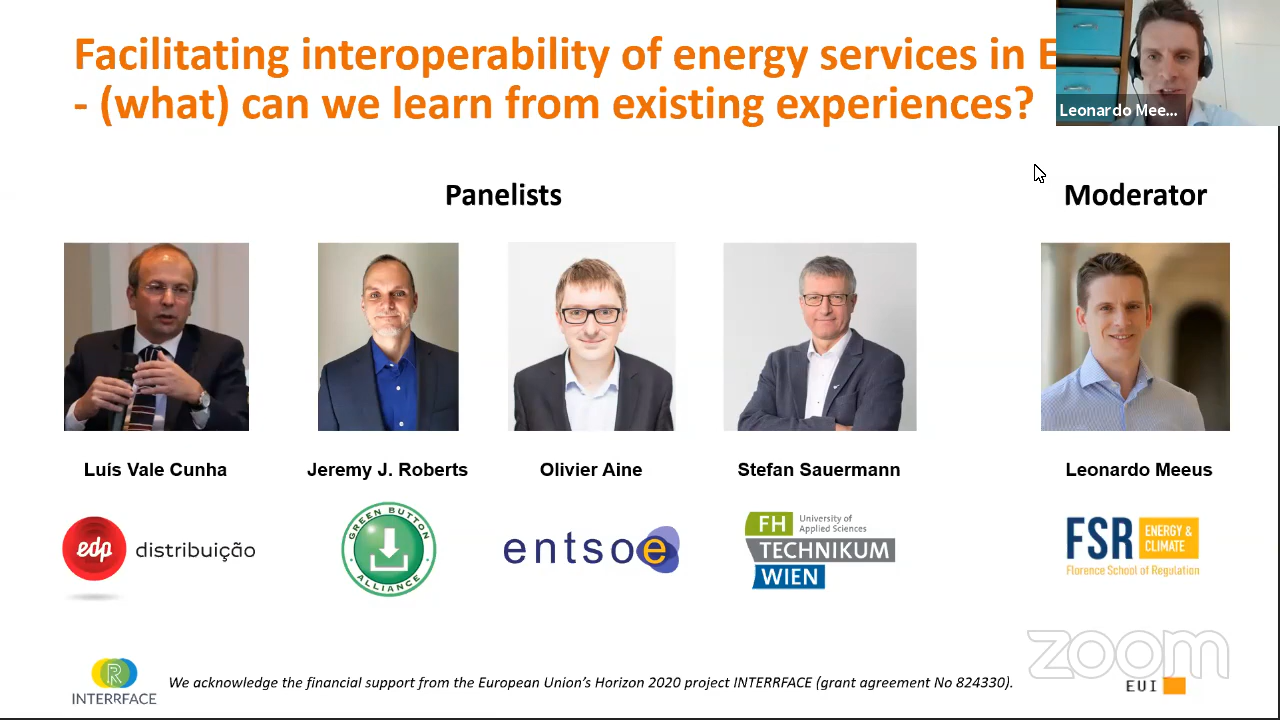 Facilitating interoperability of energy services in E
- (what) can we learn from existing experiences?
Leonardo Mee...
Panelists
Moderator
Luís Vale Cunha
Jeremy J. Roberts
Olivier Aine
Stefan Sauermann
Leonardo Meeus
edp distribuição
GREEN BUTTON
ALLIANCE
entsoe
FH University of
Applied Sciences
TECHNIKUM
WIEN
FSR ENERGY &
CLIMATE
Florence School of Regulation
zoom
R
INTERRFACE
We acknowledge the financial support from the European Union's Horizon 2020 project INTERRFACE (grant agreement No 824330).
EUI